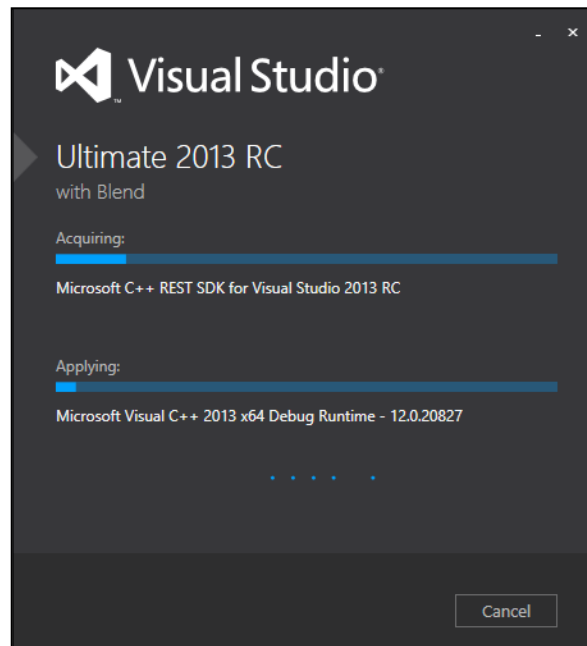 Visual Studio®
™
Ultimate 2013 RC
with Blend
Acquiring:
Microsoft C++ REST SDK for Visual Studio 2013 RC
Applying:
Microsoft Visual C++ 2013 x64 Debug Runtime - 12.0.20827
Cancel